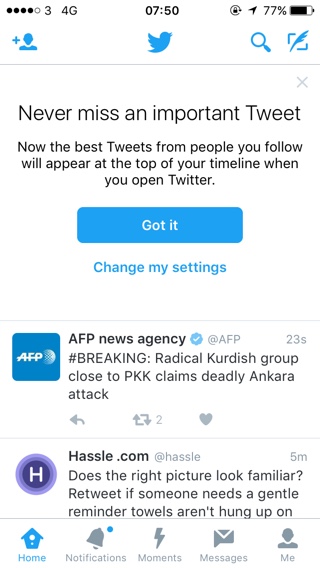 3 4G 07:50 77%
Never miss an important Tweet
Now the best Tweets from people you follow
will appear at the top of your timeline when
you open Twitter.
Got it
Change my settings
AFP
AFP news agency @AFP 23s
#BREAKING: Radical Kurdish group
close to PKK claims deadly Ankara
attack
2
H
Hassle .com @hassle 5m
Does the right picture look familiar?
Retweet if someone needs a gentle
reminder towels aren't hung up on
Home Notifications Moments Messages Me